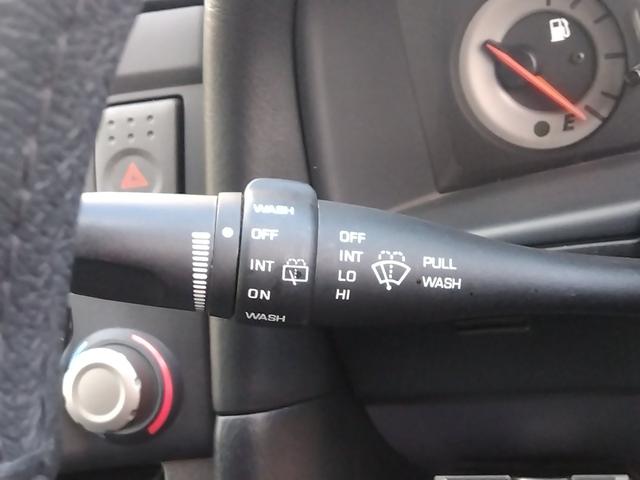 E
WASH
OFF
INT
ON
WASH
OFF
INT
LO
HI
PULL
WASH